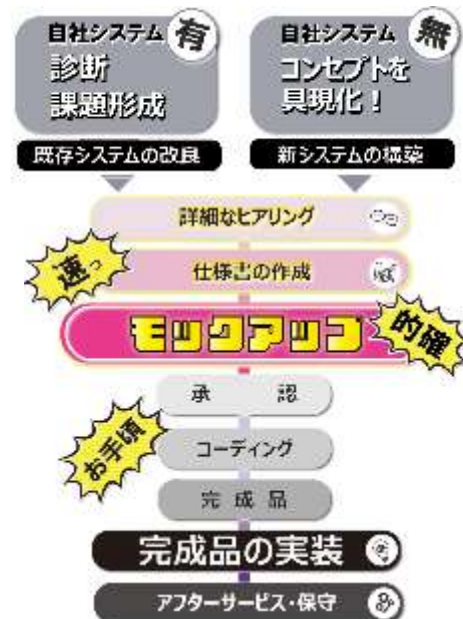 自社システム 有
診断
課題形成
既存システムの改良
自社システム 無
コンセプトを
具現化！
新システムの構築
詳細なヒアリング
速っ
仕様書の作成
モックアップ
的確
承認
お手頃
コーディング
完成品
完成品の実装
アフターサービス・保守